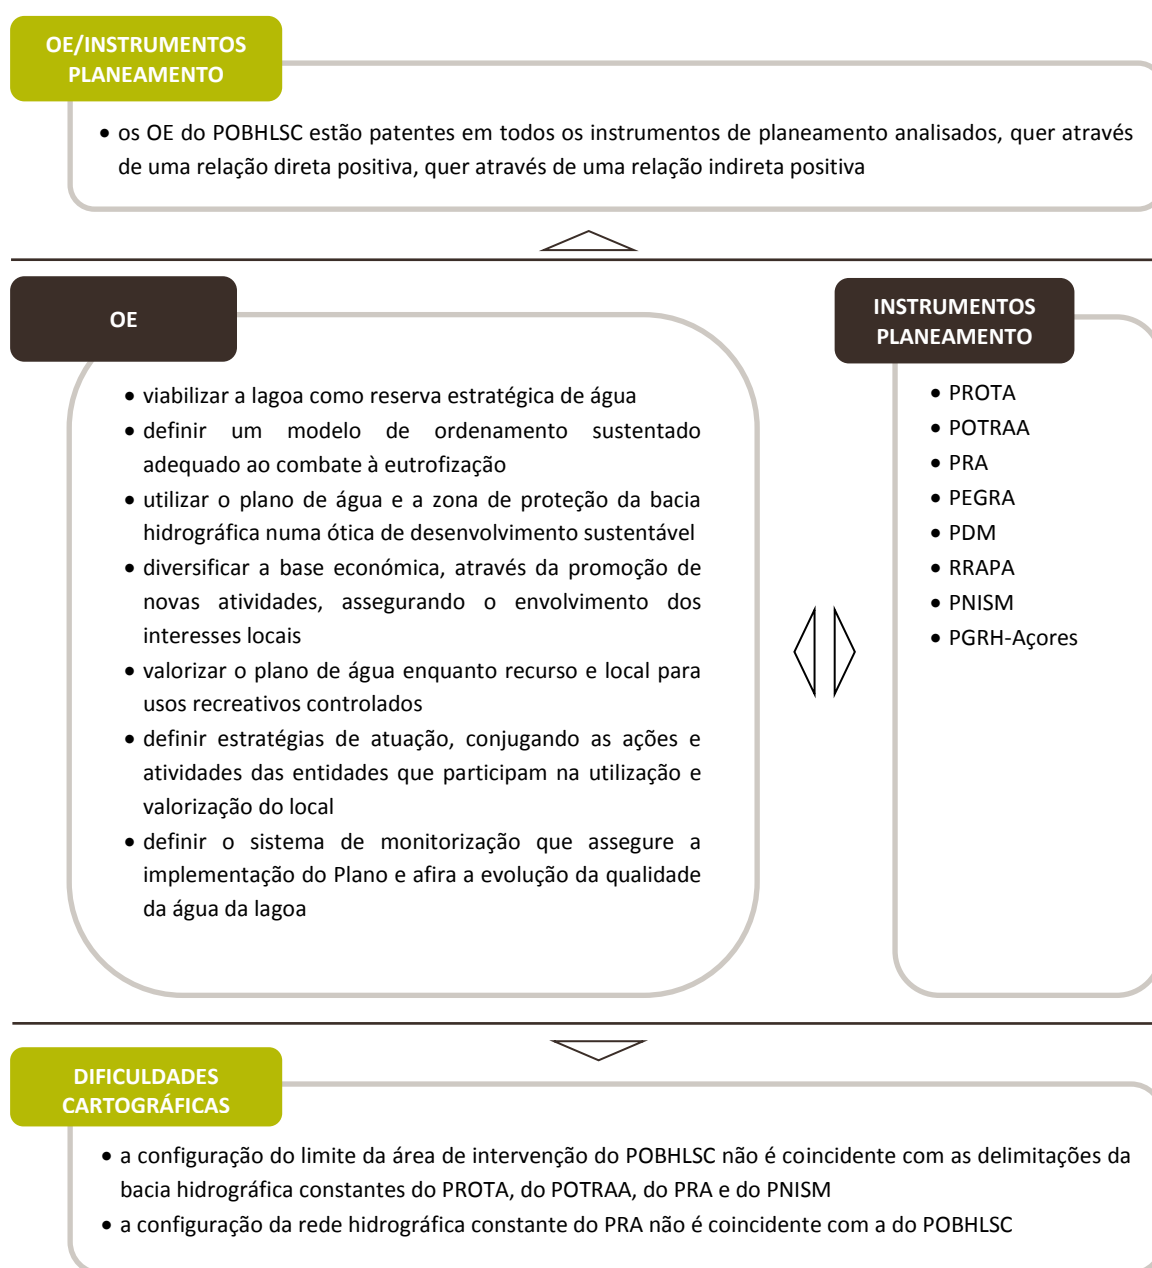 OE/INSTRUMENTOS
PLANEAMENTO
• os OE do POBHLSC estão patentes em todos os instrumentos de planeamento analisados, quer através
de uma relação direta positiva, quer através de uma relação indireta positiva
OE
• viabilizar a lagoa como reserva estratégica de água
• definir um modelo de ordenamento sustentado
adequado ao combate à eutrofização
• utilizar o plano de água e a zona de proteção da bacia
hidrográfica numa ótica de desenvolvimento sustentável
• diversificar a base económica, através da promoção de
novas atividades, assegurando o envolvimento dos
interesses locais
• valorizar o plano de água enquanto recurso e local para
usos recreativos controlados
• definir estratégias de atuação, conjugando as ações e
atividades das entidades que participam na utilização e
valorização do local
• definir o sistema de monitorização que assegure a
implementação do Plano e afira a evolução da qualidade
da água da lagoa
INSTRUMENTOS
PLANEAMENTO
• PROTA
• POTRAA
• PRA
• PEGRA
• PDM
• RRAPA
• PNISM
• PGRH-Açores
DIFICULDADES
CARTOGRÁFICAS
• a configuração do limite da área de intervenção do POBHLSC não é coincidente com as delimitações da
bacia hidrográfica constantes do PROTA, do POTRAA, do PRA e do PNISM
• a configuração da rede hidrográfica constante do PRA não é coincidente com a do POBHLSC